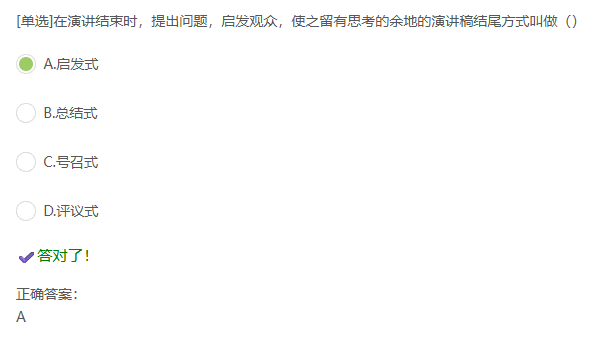 [单选]在演讲结束时，提出问题，启发观众，使之留有思考的余地的演讲稿结尾方式叫做（）
A.启发式
B.总结式
C.号召式
D.评议式
答对了!
正确答案：
A